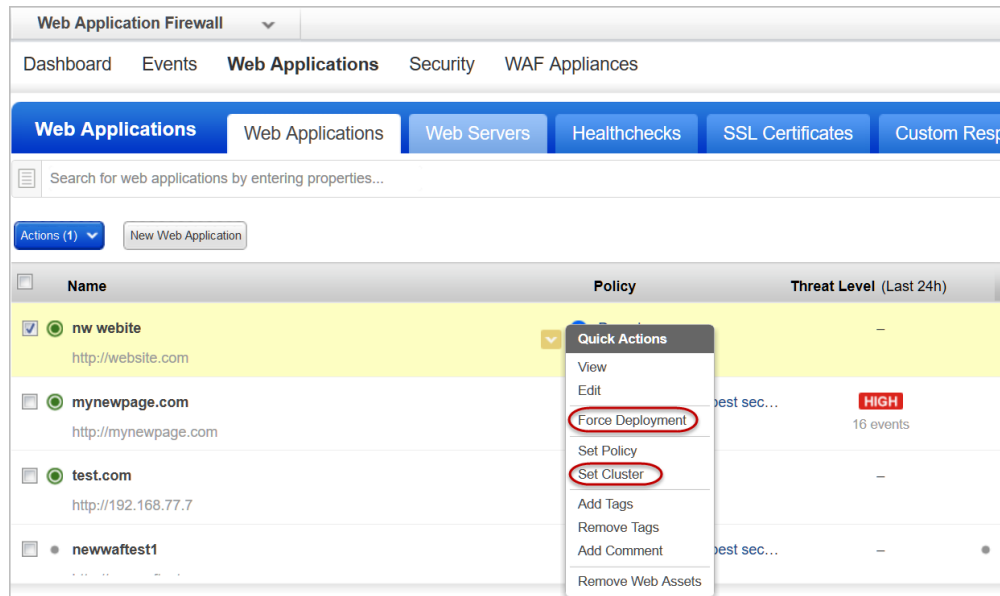 Web Application Firewall
Dashboard Events Web Applications Security WAF Appliances
Web Applications Web Applications Web Servers Healthchecks SSL Certificates Custom Resp
Search for web applications by entering properties...
Actions (1) New Web Application
Name Policy Threat Level (Last 24h)
nw webite –
http://website.com
Quick Actions
View
Edit
mynewpage.com best sec... HIGH
http://mynewpage.com 16 events
Force Deployment
Set Policy
Set Cluster
test.com –
http://192.168.77.7
Add Tags
Remove Tags
Add Comment
newwaftest1 best sec... –
Remove Web Assets